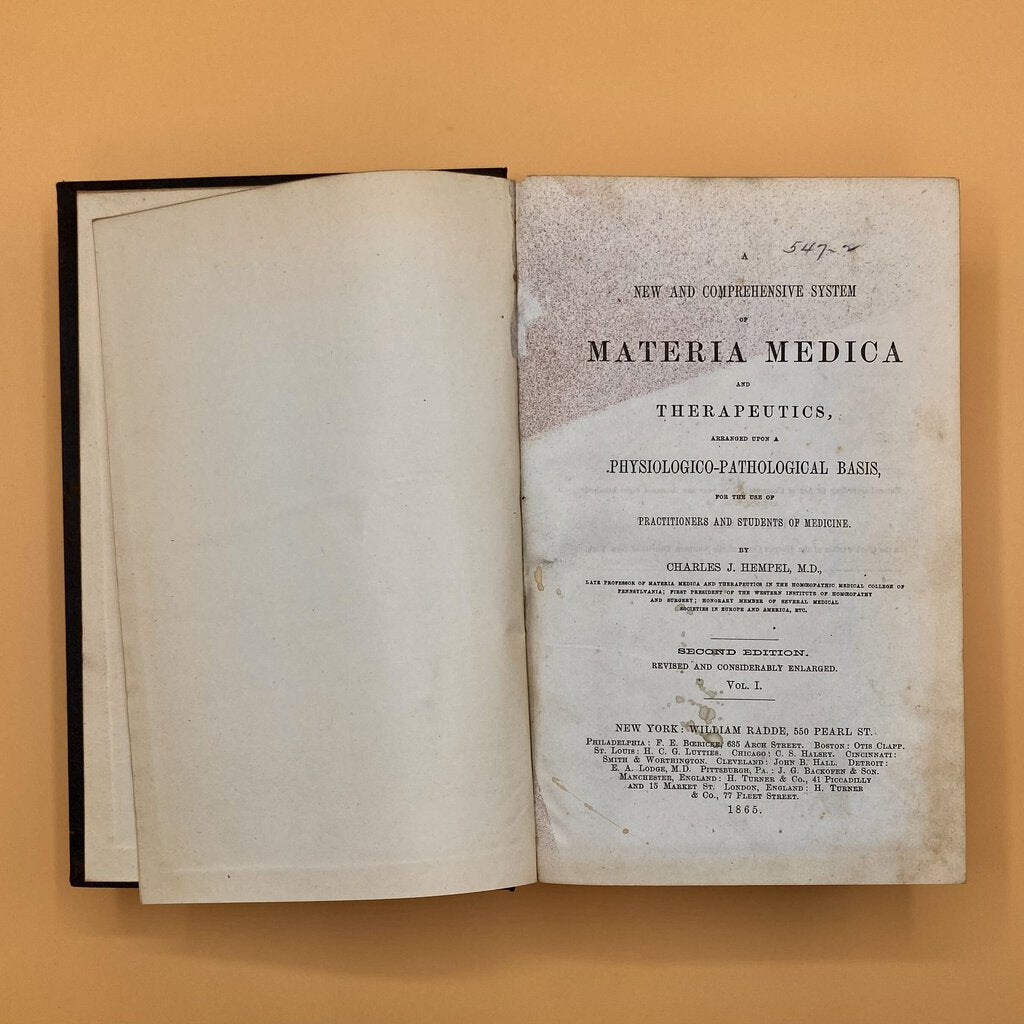 547-2
A
NEW AND COMPREHENSIVE SYSTEM
OF
MATERIA MEDICA
AND
THERAPEUTICS,
ARRANGED UPON A
PHYSIOLOGICO-PATHOLOGICAL BASIS,
FOR THE USE OF
PRACTITIONERS AND STUDENTS OF MEDICINE.
BY
CHARLES J. HEMPEL, M.D.,
LATE PROFESSOR OF MATERIA MEDICA AND THERAPEUTICS IN THE HOMŒOPATHIC MEDICAL COLLEGE OF
PENNSYLVANIA; FIRST PRESIDENT OF THE WESTERN INSTITUTE OF HOMŒOPATHY
AND SURGERY; HONORARY MEMBER OF SEVERAL MEDICAL
SOCIETIES IN EUROPE AND AMERICA, ETC.
SECOND EDITION.
REVISED AND CONSIDERABLY ENLARGED.
VOL. I.
NEW YORK: WILLIAM RADDE, 550 PEARL ST.
PHILADELPHIA: F. E. BŒRICKE, 635 ARCH STREET. BOSTON: OTIS CLAPP.
ST. LOUIS: H. C. G. LUYTIES. CHICAGO: C. S. HALSEY. CINCINNATI:
SMITH & WORTHINGTON. CLEVELAND: JOHN B. HALL. DETROIT:
E. A. LODGE, M.D. PITTSBURGH, PA.: J. G. BACKOFEN & SON.
MANCHESTER, ENGLAND: H. TURNER & CO., 41 PICCADILLY
AND 15 MARKET ST. LONDON, ENGLAND: H. TURNER
& CO., 77 FLEET STREET.
1865.